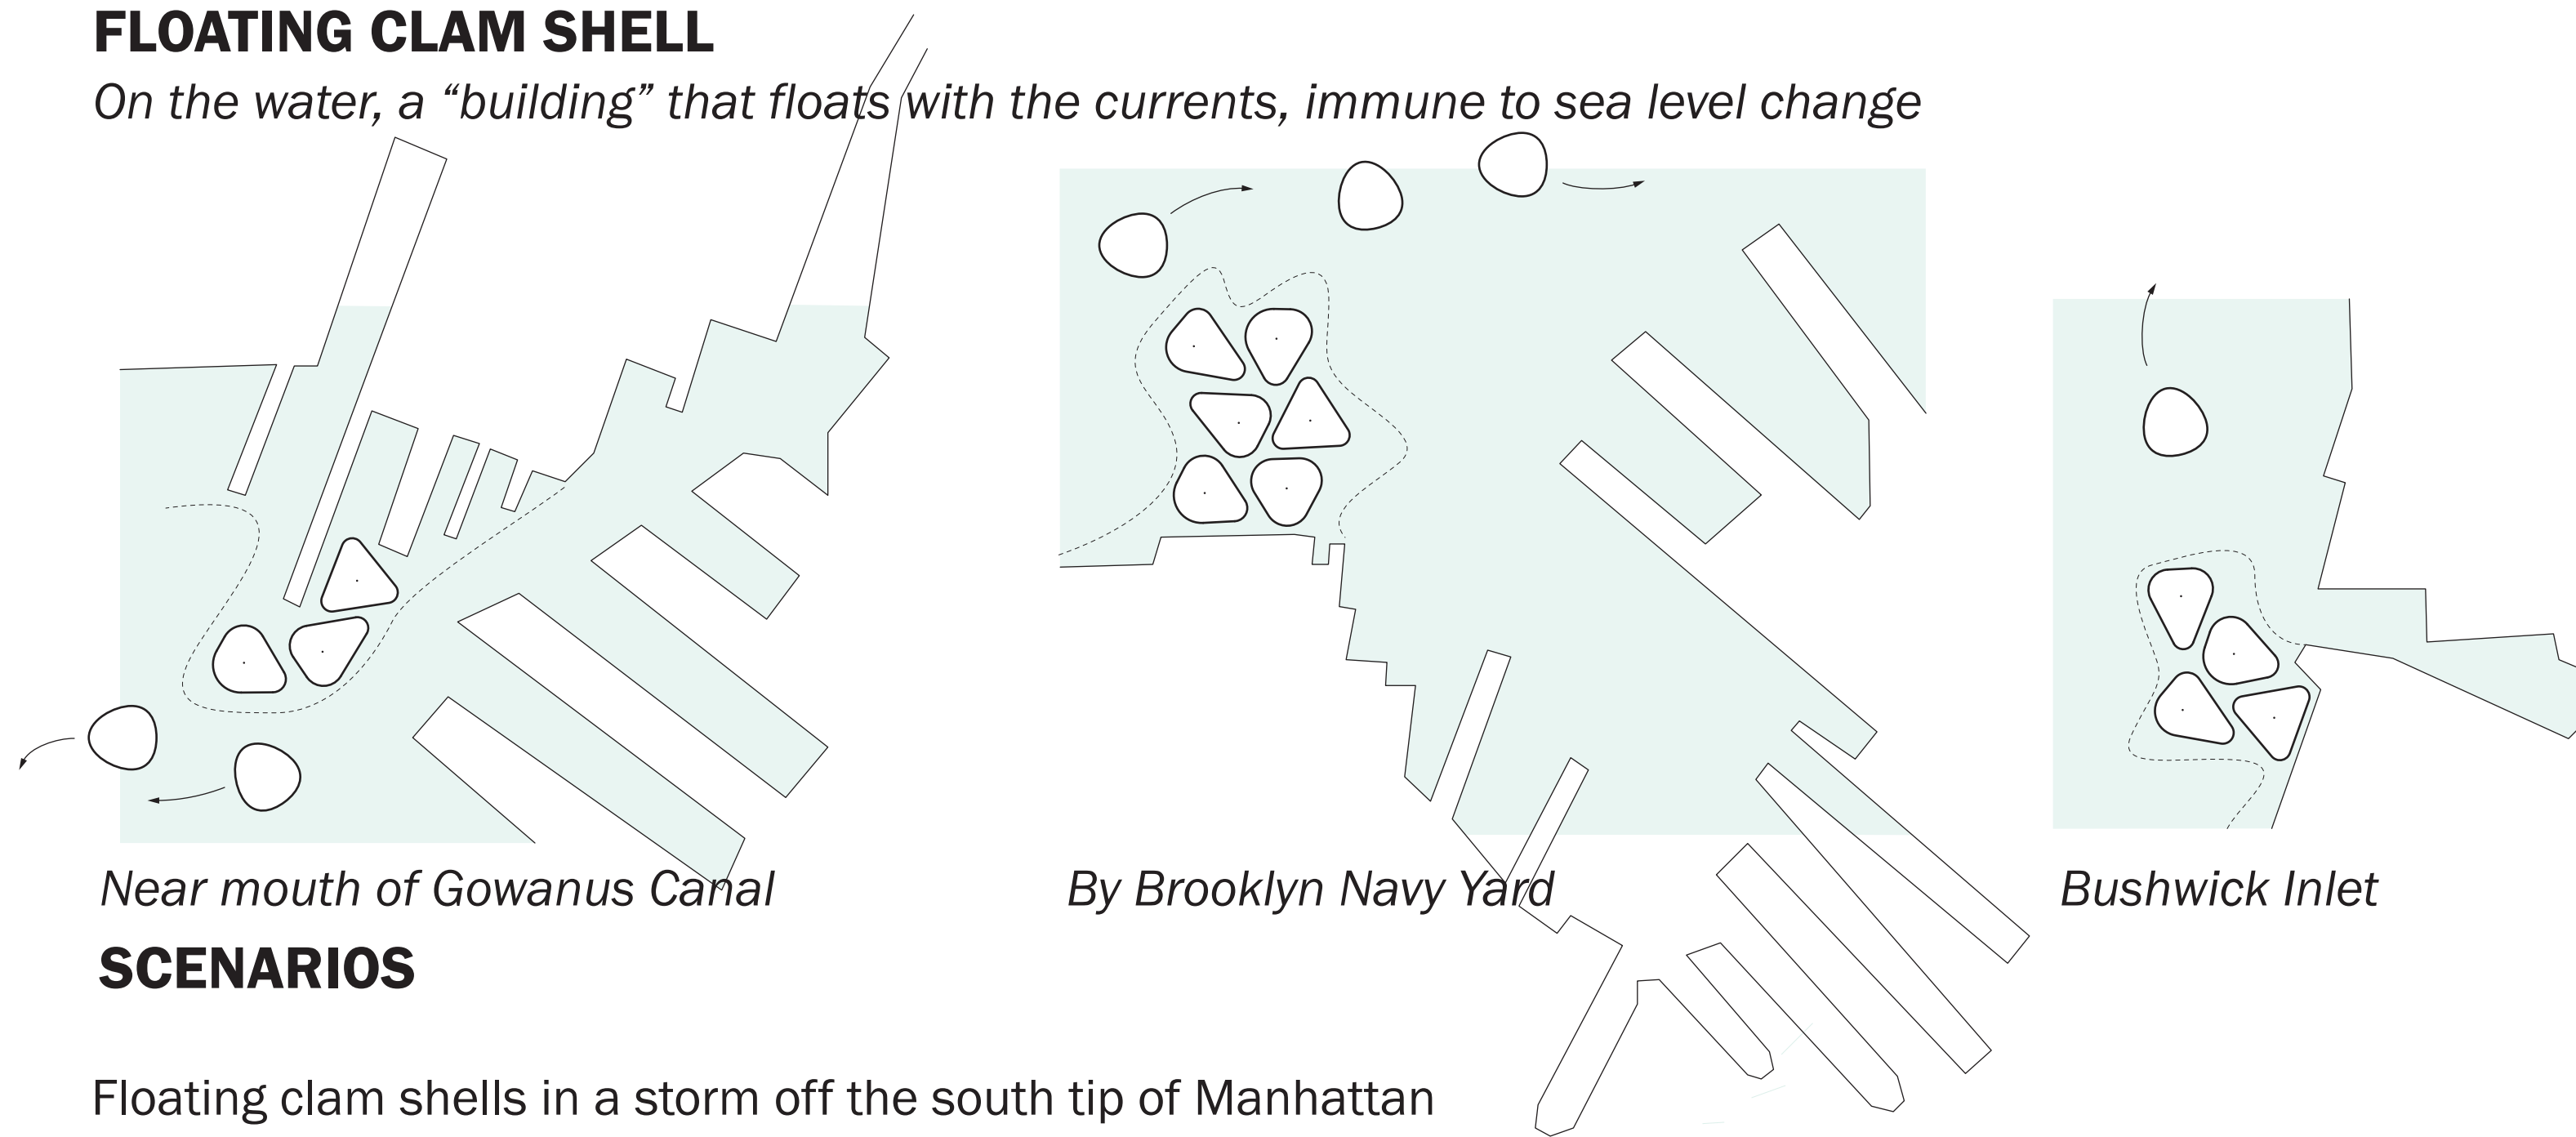 FLOATING CLAM SHELL
On the water, a “building” that floats with the currents, immune to sea level change
Near mouth of Gowanus Canal
By Brooklyn Navy Yard
Bushwick Inlet
SCENARIOS
Floating clam shells in a storm off the south tip of Manhattan